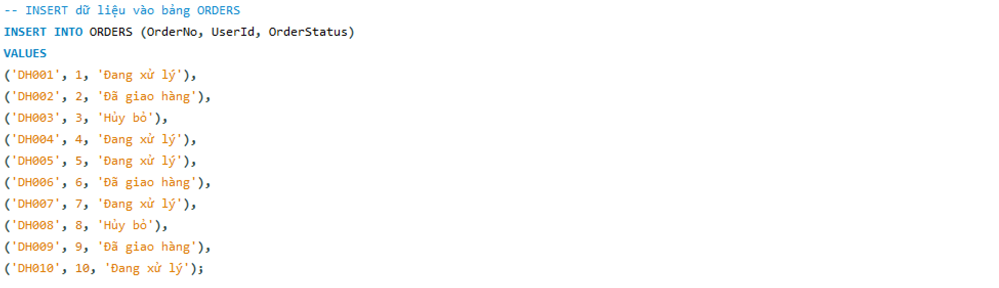 -- INSERT dữ liệu vào bảng ORDERS
INSERT INTO ORDERS (OrderNo, UserId, OrderStatus)
VALUES
('DH001', 1, 'Đang xử lý'),
('DH002', 2, 'Đã giao hàng'),
('DH003', 3, 'Hủy bỏ'),
('DH004', 4, 'Đang xử lý'),
('DH005', 5, 'Đang xử lý'),
('DH006', 6, 'Đã giao hàng'),
('DH007', 7, 'Đang xử lý'),
('DH008', 8, 'Hủy bỏ'),
('DH009', 9, 'Đã giao hàng'),
('DH010', 10, 'Đang xử lý');